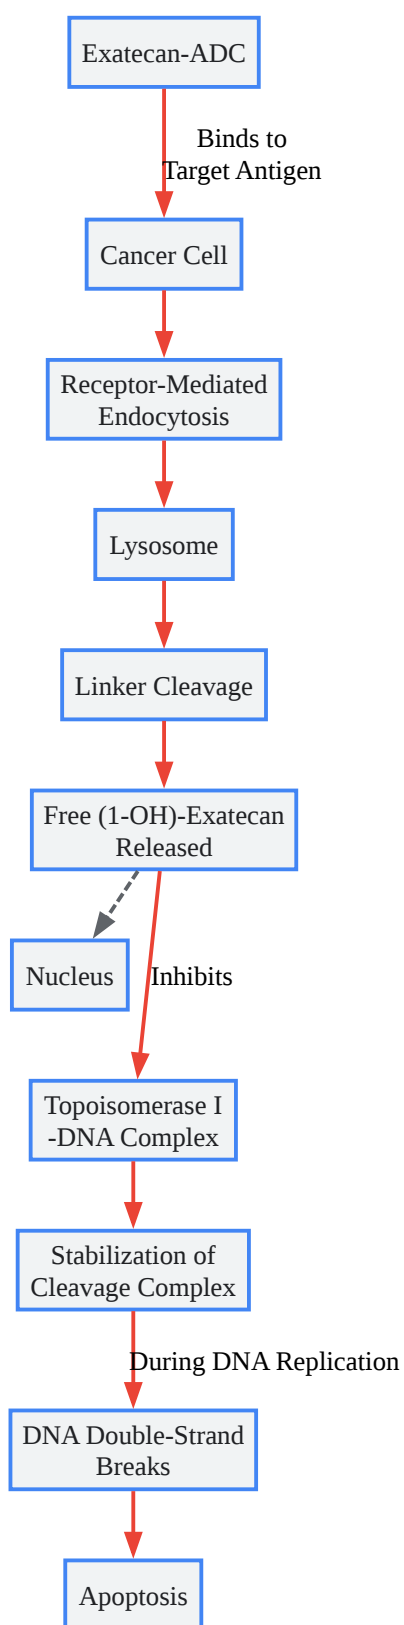 Exatecan-ADC
Binds to
Target Antigen
Cancer Cell
Receptor-Mediated
Endocytosis
Lysosome
Linker Cleavage
Free (1-OH)-Exatecan
Released
Nucleus
Inhibits
Topoisomerase I
-DNA Complex
Stabilization of
Cleavage Complex
During DNA Replication
DNA Double-Strand
Breaks
Apoptosis